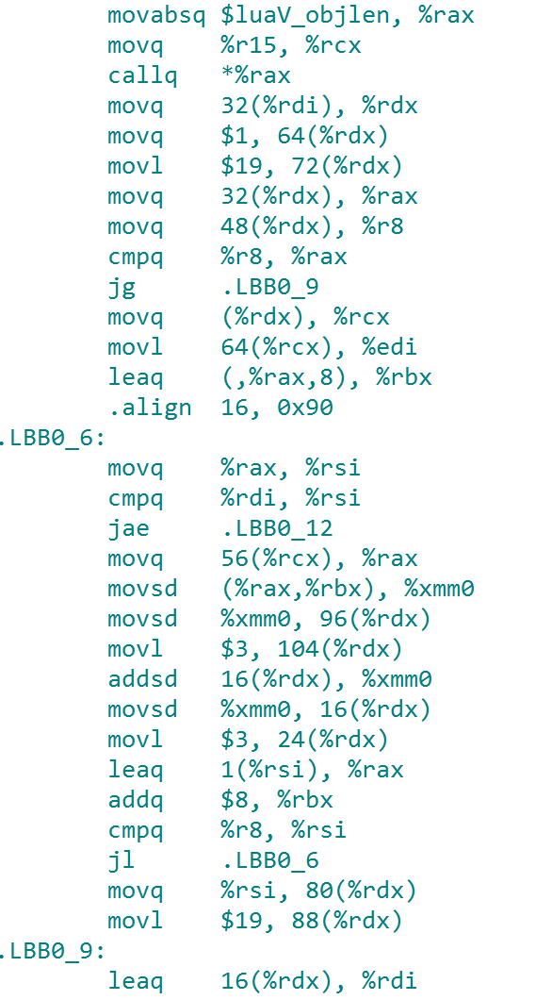 movabsq $luaV_objlen, %rax
movq %r15, %rcx
callq *%rax
movq 32(%rdi), %rdx
movq $1, 64(%rdx)
movl $19, 72(%rdx)
movq 32(%rdx), %rax
movq 48(%rdx), %r8
cmpq %r8, %rax
jg .LBB0_9
movq (%rdx), %rcx
movl 64(%rcx), %edi
leaq (,%rax,8), %rbx
.align 16, 0x90
.LBB0_6:
movq %rax, %rsi
cmpq %rdi, %rsi
jae .LBB0_12
movq 56(%rcx), %rax
movsd (%rax,%rbx), %xmm0
movsd %xmm0, 96(%rdx)
movl $3, 104(%rdx)
addsd 16(%rdx), %xmm0
movsd %xmm0, 16(%rdx)
movl $3, 24(%rdx)
leaq 1(%rsi), %rax
addq $8, %rbx
cmpq %r8, %rsi
jl .LBB0_6
movq %rsi, 80(%rdx)
movl $19, 88(%rdx)
.LBB0_9:
leaq 16(%rdx), %rdi